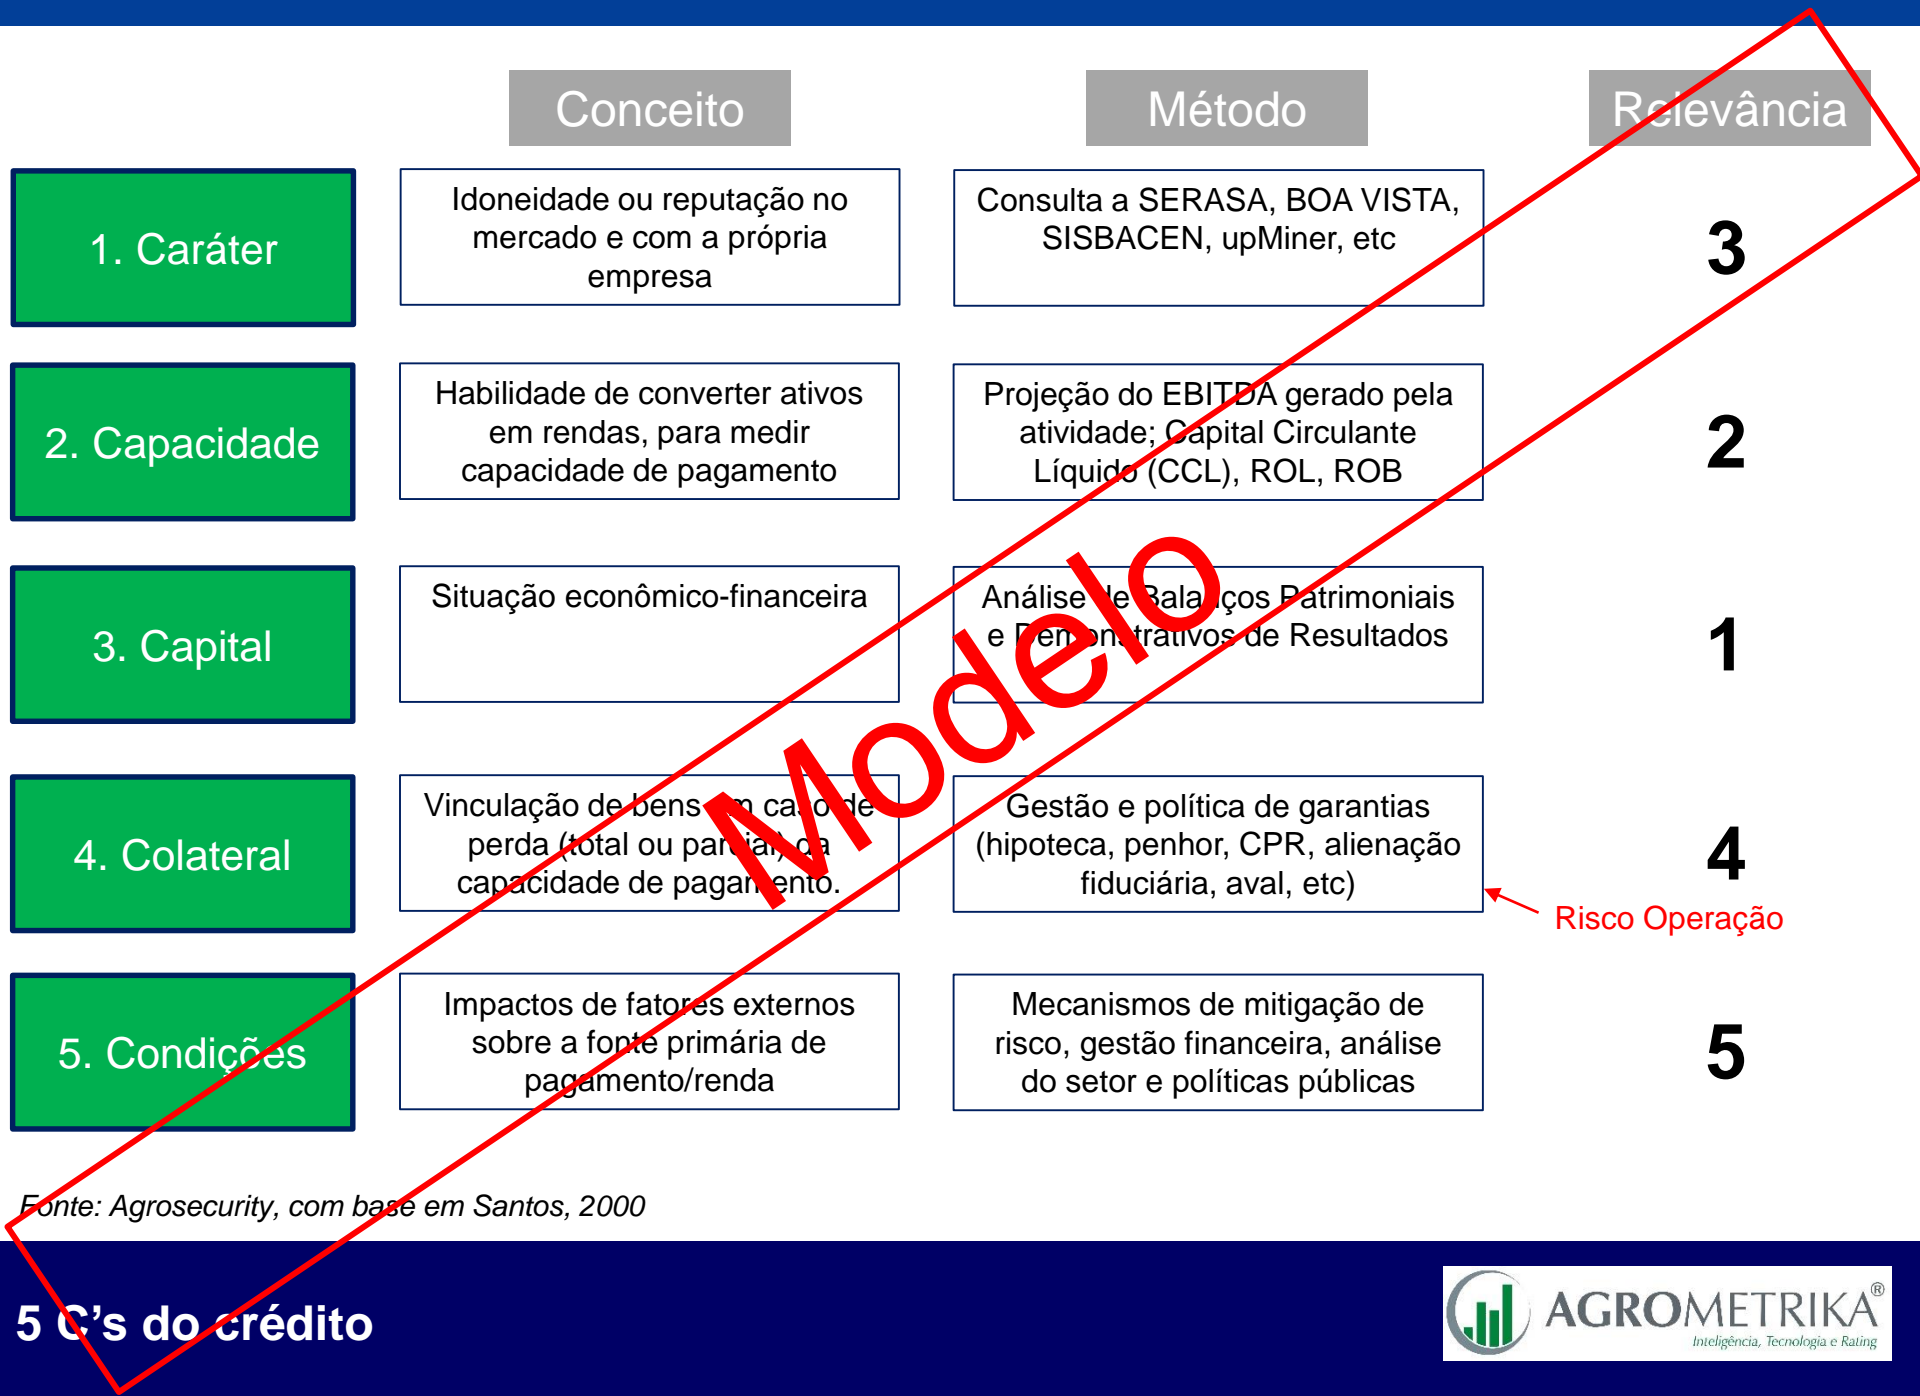 Conceito
Método
Relevância
1. Caráter
Idoneidade ou reputação no
mercado e com a própria
empresa
Consulta a SERASA, BOA VISTA,
SISBACEN, upMiner, etc
3
2. Capacidade
Habilidade de converter ativos
em rendas, para medir
capacidade de pagamento
Projeção do EBITDA gerado pela
atividade; Capital Circulante
Líquido (CCL), ROL, ROB
2
3. Capital
Situação econômico-financeira
Análise de Balanços Patrimoniais
e Demonstrativos de Resultados
1
Modelo
4. Colateral
Vinculação de bens em caso de
perda (total ou parcial) da
capacidade de pagamento.
Gestão e política de garantias
(hipoteca, penhor, CPR, alienação
fiduciária, aval, etc)
4
Risco Operação
5. Condições
Impactos de fatores externos
sobre a fonte primária de
pagamento/renda
Mecanismos de mitigação de
risco, gestão financeira, análise
do setor e políticas públicas
5
Fonte: Agrosecurity, com base em Santos, 2000
5 C’s do crédito
AGROMETRIKA®
Inteligência, Tecnologia e Rating